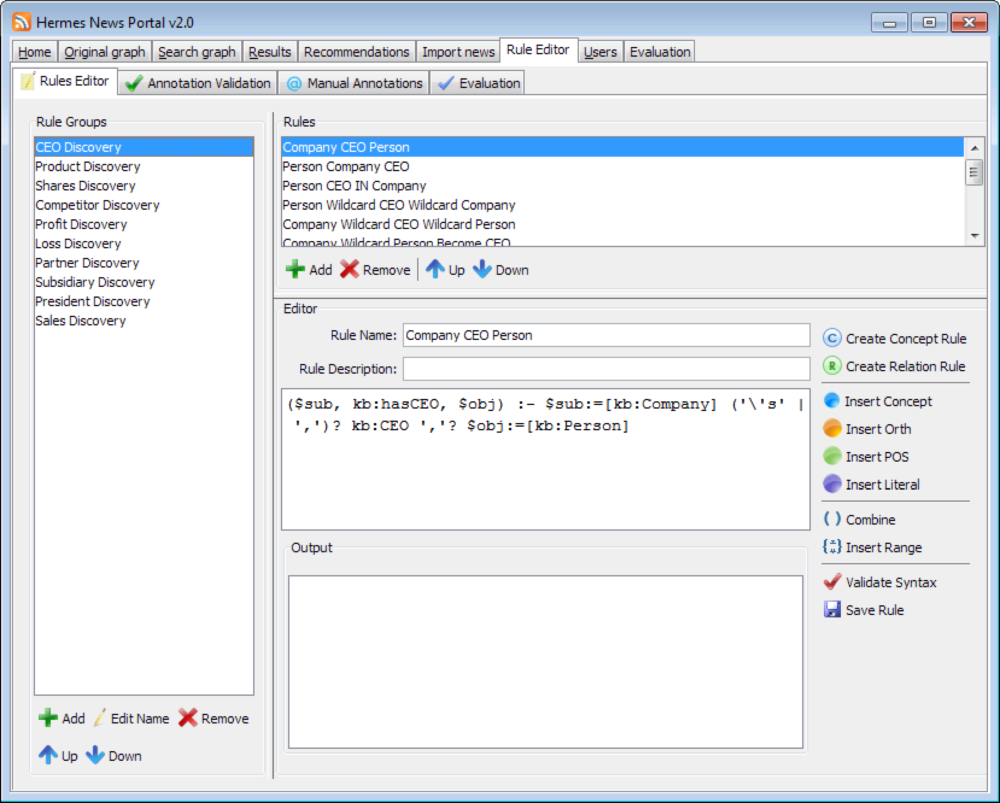 Hermes News Portal v2.0
Home Original graph Search graph Results Recommendations Import news Rule Editor Users Evaluation
Rules Editor Annotation Validation @ Manual Annotations Evaluation
Rule Groups
CEO Discovery
Product Discovery
Shares Discovery
Competitor Discovery
Profit Discovery
Loss Discovery
Partner Discovery
Subsidiary Discovery
President Discovery
Sales Discovery
Add Edit Name Remove
Up Down
Rules
Company CEO Person
Person Company CEO
Person CEO IN Company
Person Wildcard CEO Wildcard Company
Company Wildcard CEO Wildcard Person
Company Wildcard Person Become CEO
Add Remove Up Down
Editor
Rule Name: Company CEO Person
Rule Description:
($sub, kb:hasCEO, $obj) :- $sub:=[kb:Company] ('\'s' |
',')? kb:CEO ','? $obj:=[kb:Person]
Output
C Create Concept Rule
R Create Relation Rule
Insert Concept
Insert Orth
Insert POS
Insert Literal
( ) Combine
Insert Range
Validate Syntax
Save Rule